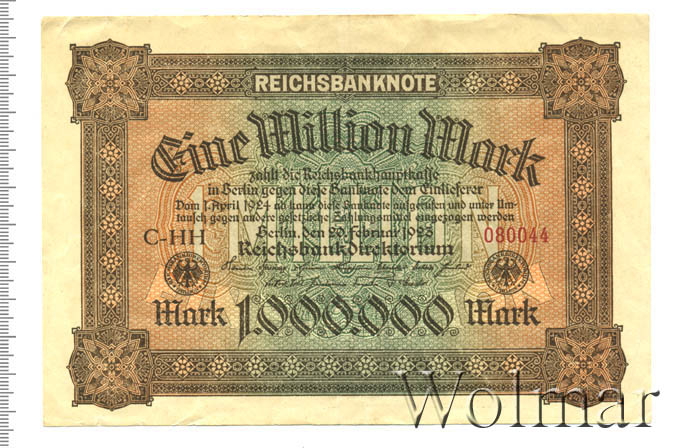 REICHSBANKNOTE
Eine Million Mark
zahlt die Reichsbankhauptkasse
in Berlin gegen diese Banknote dem Einlieferer
Vom 1. April 1924 ab kann diese Banknote aufgerufen und unter Um-
tausch gegen andere gesetzliche Zahlungsmittel eingezogen werden
Berlin, den 20. Februar 1923
C-HH
080044
Reichsbankdirektorium
Mark 1.000.000 Mark
Wolmar